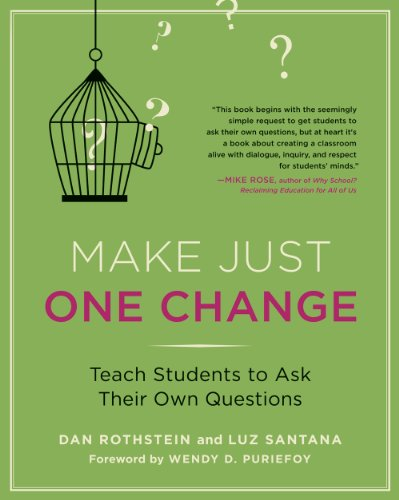 ?
?
?
?
"This book begins with the seemingly
simple request to get students to
ask their own questions, but at heart it's
a book about creating a classroom
alive with dialogue, inquiry, and respect
for students' minds."
—MIKE ROSE, author of Why School?
Reclaiming Education for All of Us
MAKE JUST
ONE CHANGE
Teach Students to Ask
Their Own Questions
DAN ROTHSTEIN and LUZ SANTANA
Foreword by WENDY D. PURIEFOY